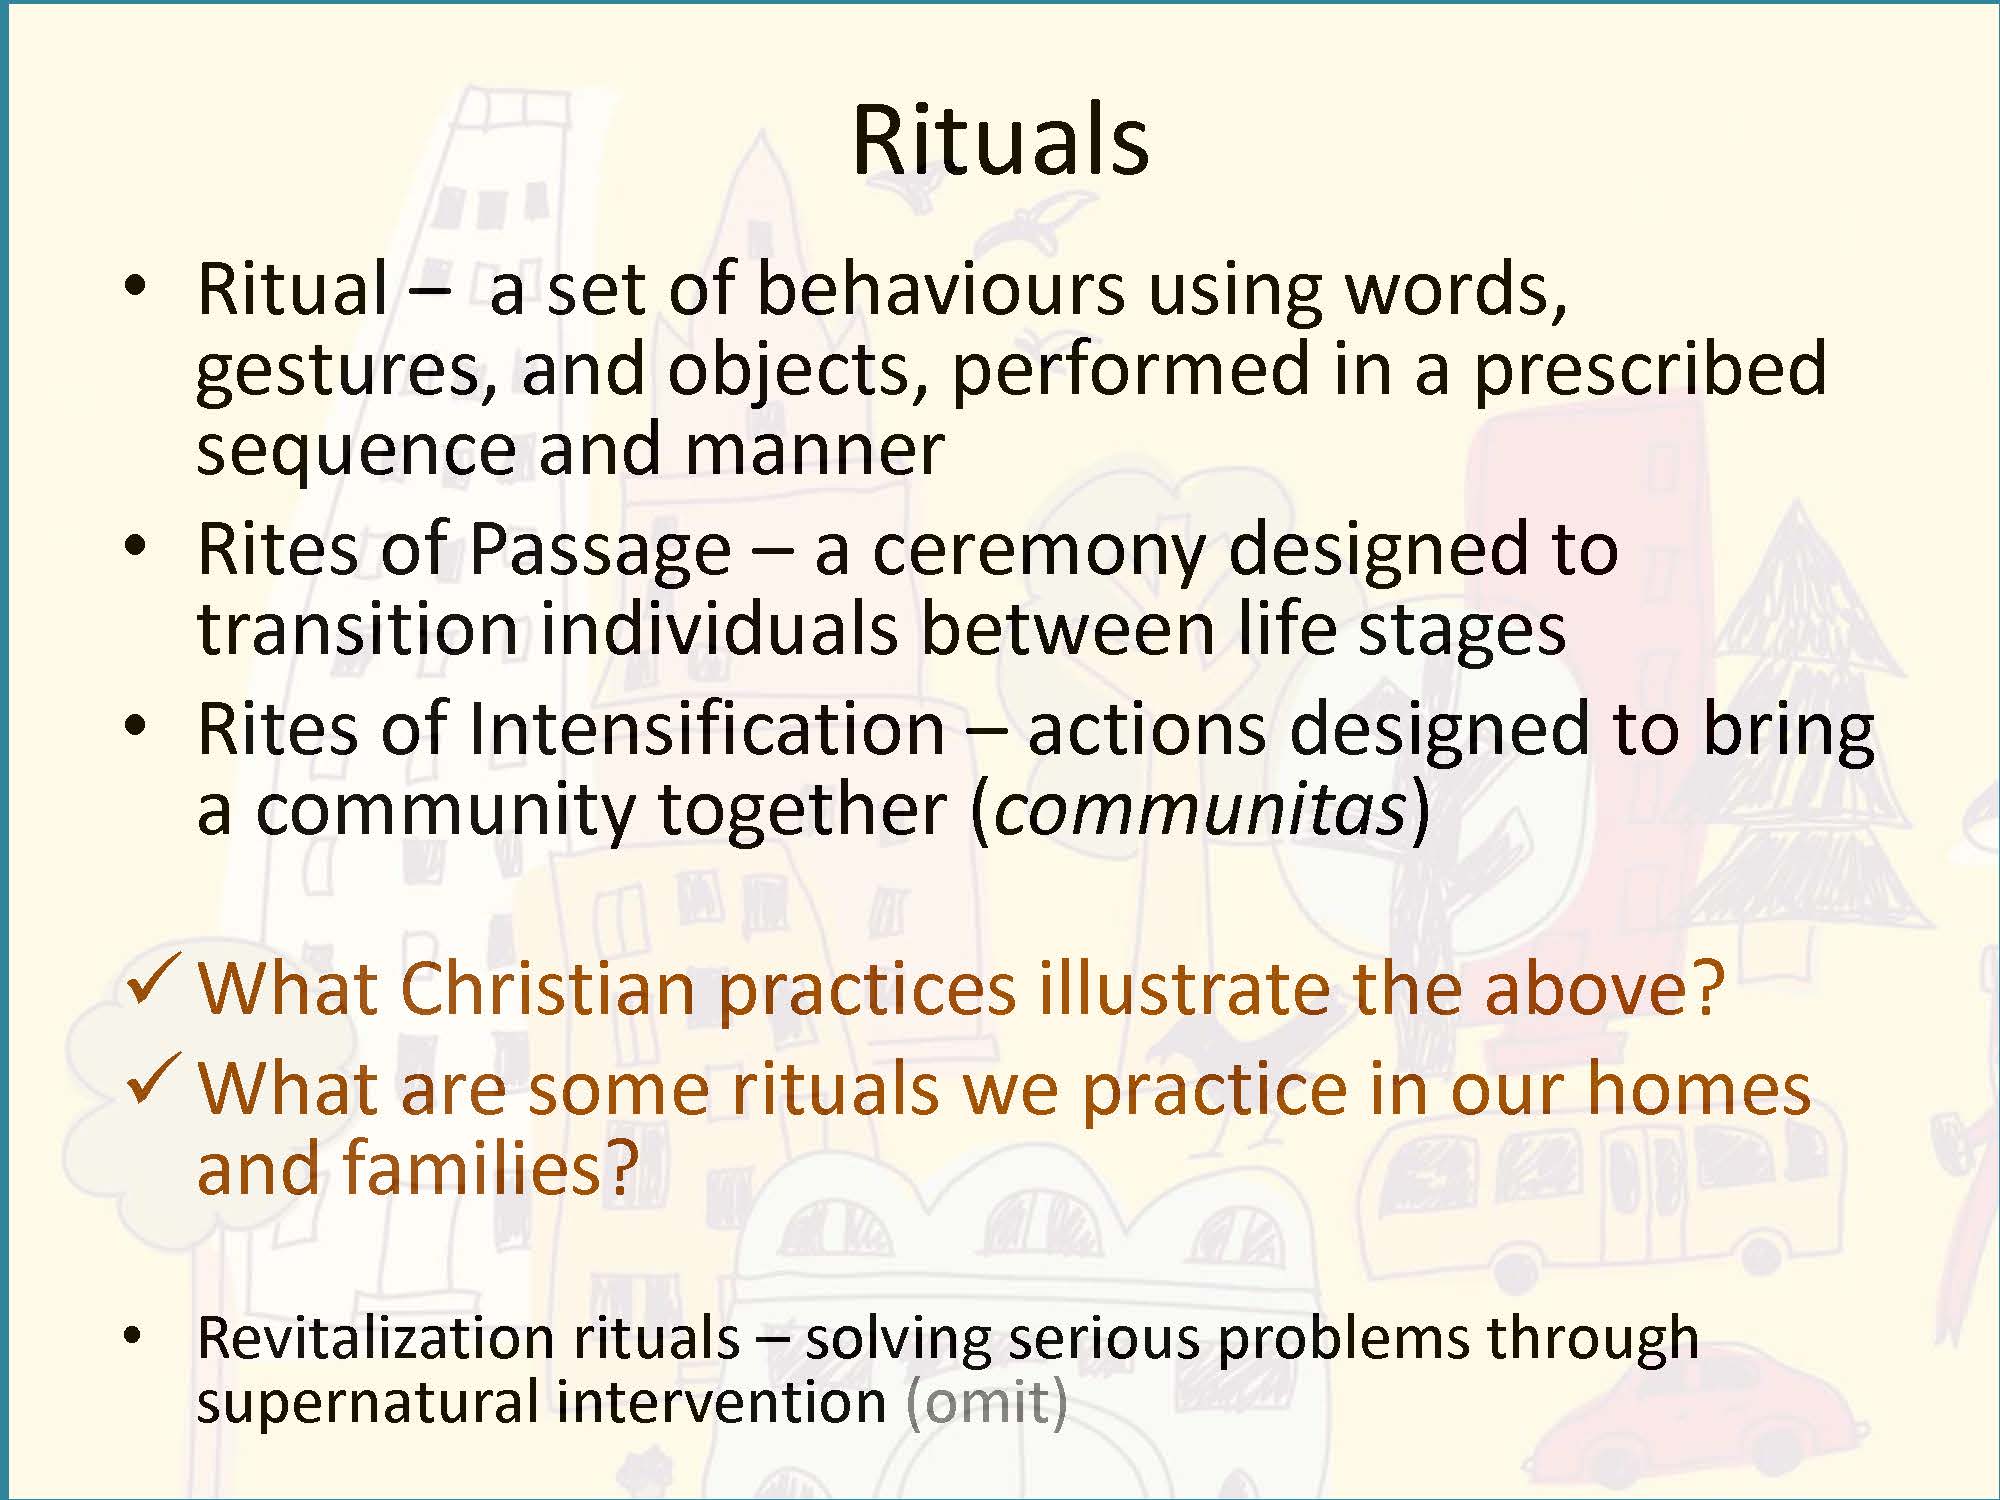 Rituals
• Ritual – a set of behaviours using words,
gestures, and objects, performed in a prescribed
sequence and manner
• Rites of Passage – a ceremony designed to
transition individuals between life stages
• Rites of Intensification – actions designed to bring
a community together (communitas)
✓ What Christian practices illustrate the above?
✓ What are some rituals we practice in our homes
and families?
• Revitalization rituals – solving serious problems through
supernatural intervention (omit)